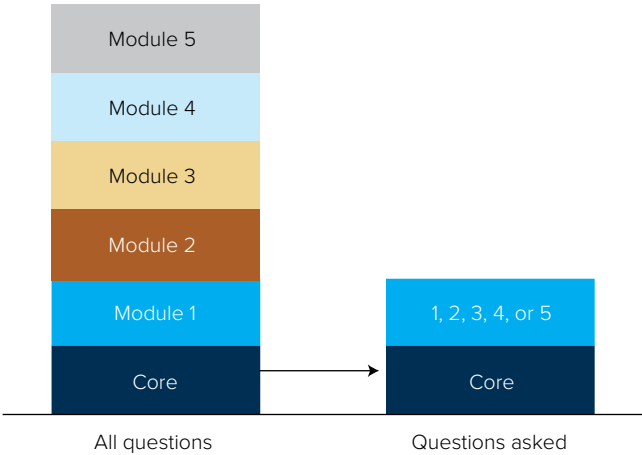 Module 5
Module 4
Module 3
Module 2
Module 1
1, 2, 3, 4, or 5
Core
Core
All questions
Questions asked